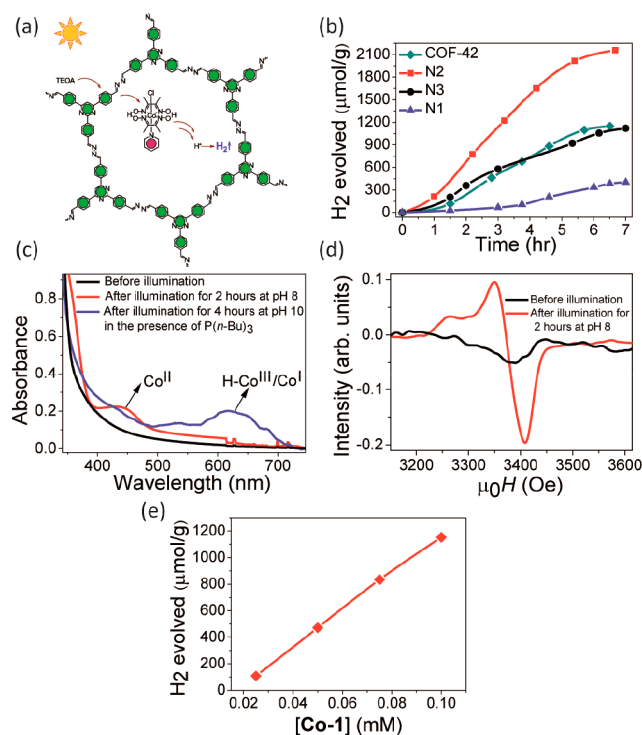 (a)
TEOA
Cl
Co
H⁺
H₂↑
(b)
H2 evolved (μmol/g)
2100
1800
1500
1200
900
600
300
0
COF-42
N2
N3
N1
0 1 2 3 4 5 6 7
Time (hr)
(c)
Absorbance
0.8
0.6
0.4
0.2
0.0
Before illumination
After illumination for 2 hours at pH 8
After illumination for 4 hours at pH 10
in the presence of P(n-Bu)3
CoII
H-CoIII/CoI
400 500 600 700
Wavelength (nm)
(d)
Intensity (arb. units)
0.1
0.0
-0.1
-0.2
Before illumination
After illumination for
2 hours at pH 8
3200 3300 3400 3500 3600
μ0H (Oe)
(e)
H2 evolved (μmol/g)
1200
1000
800
600
400
200
0
0.02 0.04 0.06 0.08 0.10
[Co-1] (mM)